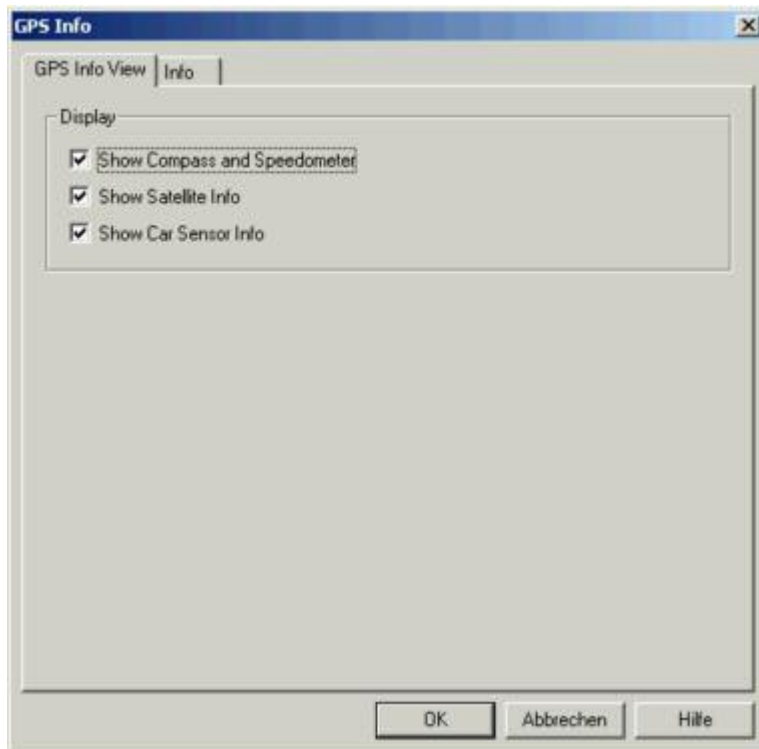 GPS Info
GPS Info View Info
Display
Show Compass and Speedometer
Show Satellite Info
Show Car Sensor Info
OK Abbrechen Hilfe